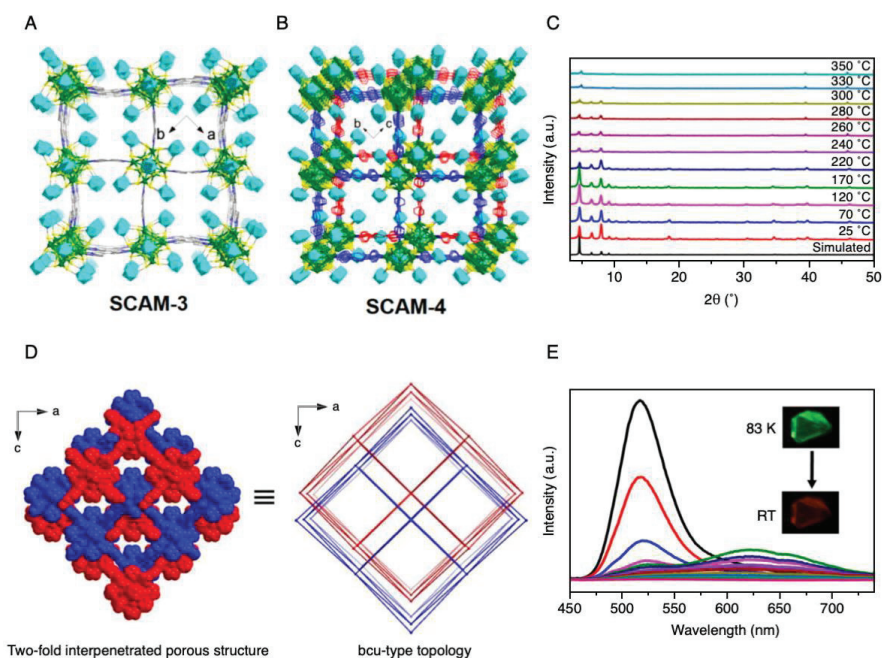 A
b
a
SCAM-3
B
b
c
SCAM-4
C
Intensity (a.u.)
350 ˚C
330 ˚C
300 ˚C
280 ˚C
260 ˚C
240 ˚C
220 ˚C
170 ˚C
120 ˚C
70 ˚C
25 ˚C
Simulated
10 20 30 40 50
2θ (˚)
D
a
c
Two-fold interpenetrated porous structure
≡
a
c
bcu-type topology
E
Intensity (a.u.)
83 K
RT
450 500 550 600 650 700
Wavelength (nm)